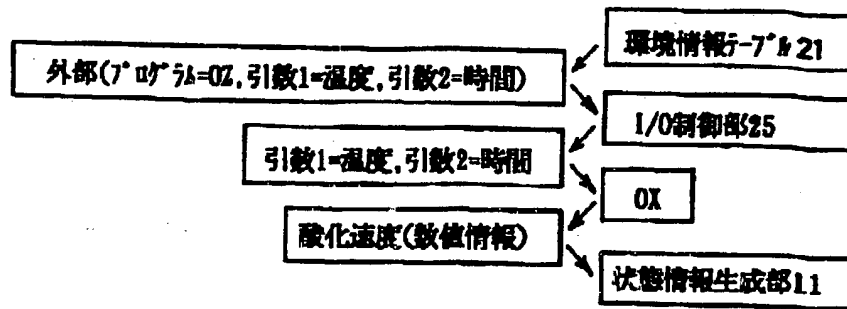 環境情報ﾃｰﾌﾞﾙ21
外部(ﾌﾟﾛｸﾞﾗﾑ=OX,引数1=温度,引数2=時間)
I/O制御部25
引数1=温度,引数2=時間
OX
酸化速度(数値情報)
状態情報生成部11